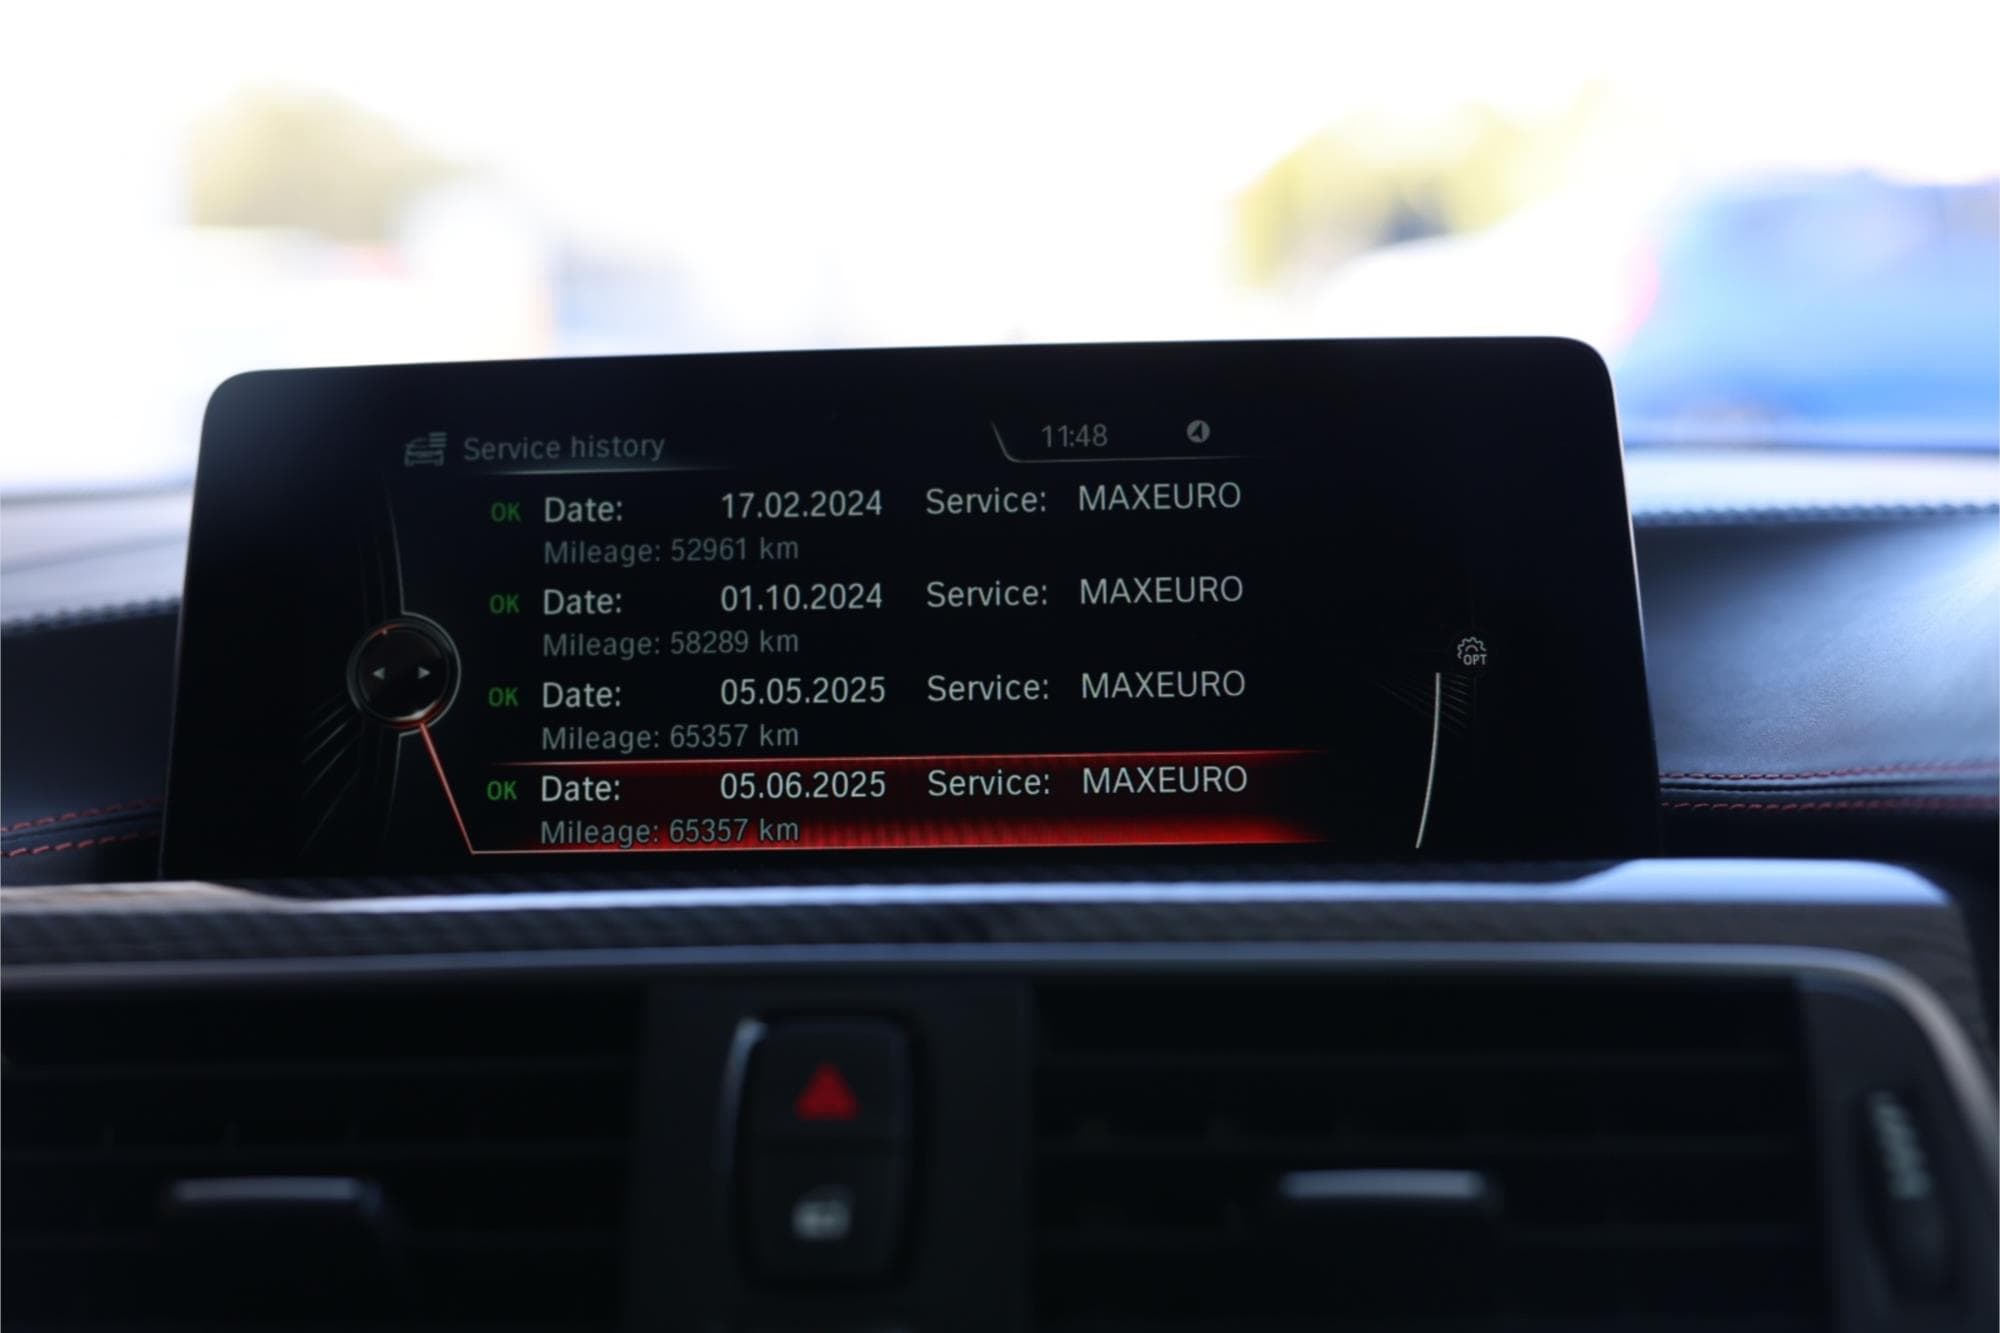 Service history 11:48
OK Date: 17.02.2024 Service: MAXEURO
Mileage: 52961 km
OK Date: 01.10.2024 Service: MAXEURO
Mileage: 58289 km
OK Date: 05.05.2025 Service: MAXEURO
Mileage: 65357 km
OPT
OK Date: 05.06.2025 Service: MAXEURO
Mileage: 65357 km